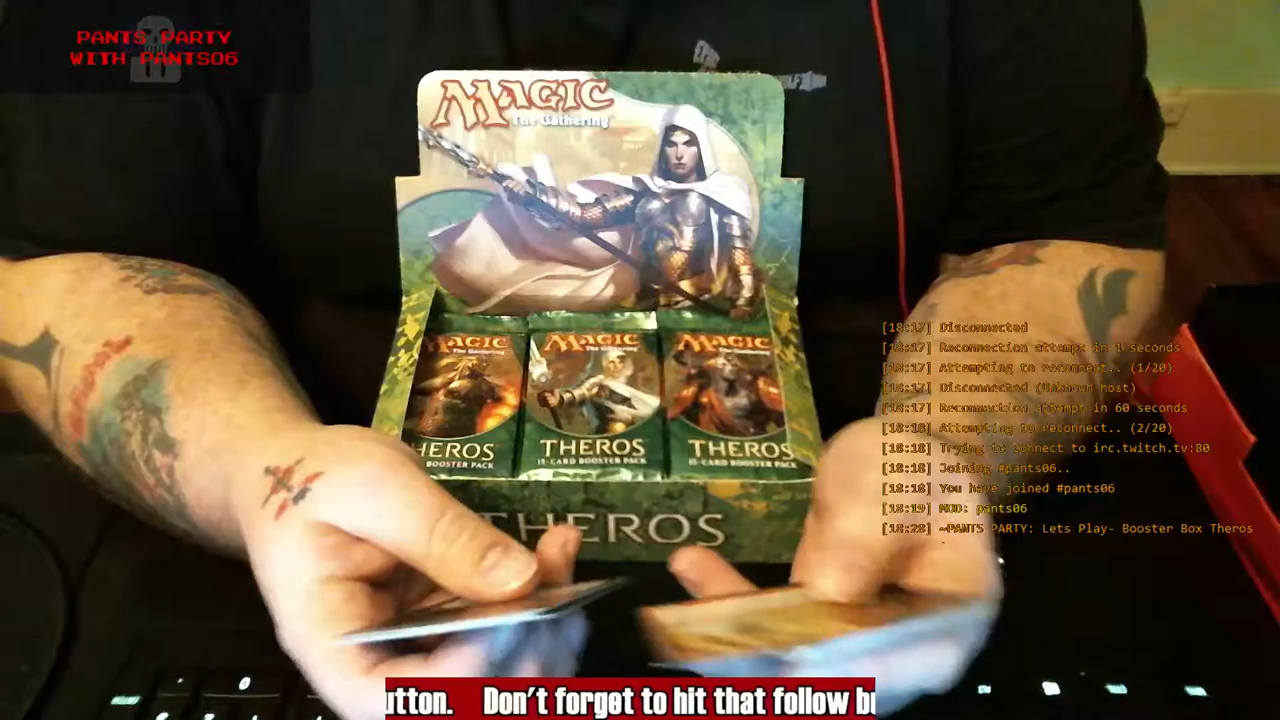 PANTS PARTY
WITH PANTS06
MAGIC
The Gathering
MAGIC
The Gathering
HEROS
BOOSTER PACK
MAGIC
The Gathering
THEROS
15-CARD BOOSTER PACK
MAGIC
The Gathering
THEROS
15-CARD BOOSTER PACK
THEROS
[18:17] Disconnected
[18:17] Reconnection attempt in 1 seconds
[18:17] Attempting to reconnect.. (1/20)
[18:17] Disconnected (Unknown host)
[18:17] Reconnection attempt in 60 seconds
[18:18] Attempting to reconnect.. (2/20)
[18:18] Trying to connect to irc.twitch.tv:80
[18:18] Joining #pants06..
[18:18] You have joined #pants06
[18:19] MOD: pants06
[18:28] ~PANTS PARTY: Lets Play- Booster Box Theros
utton. Don't forget to hit that follow bu